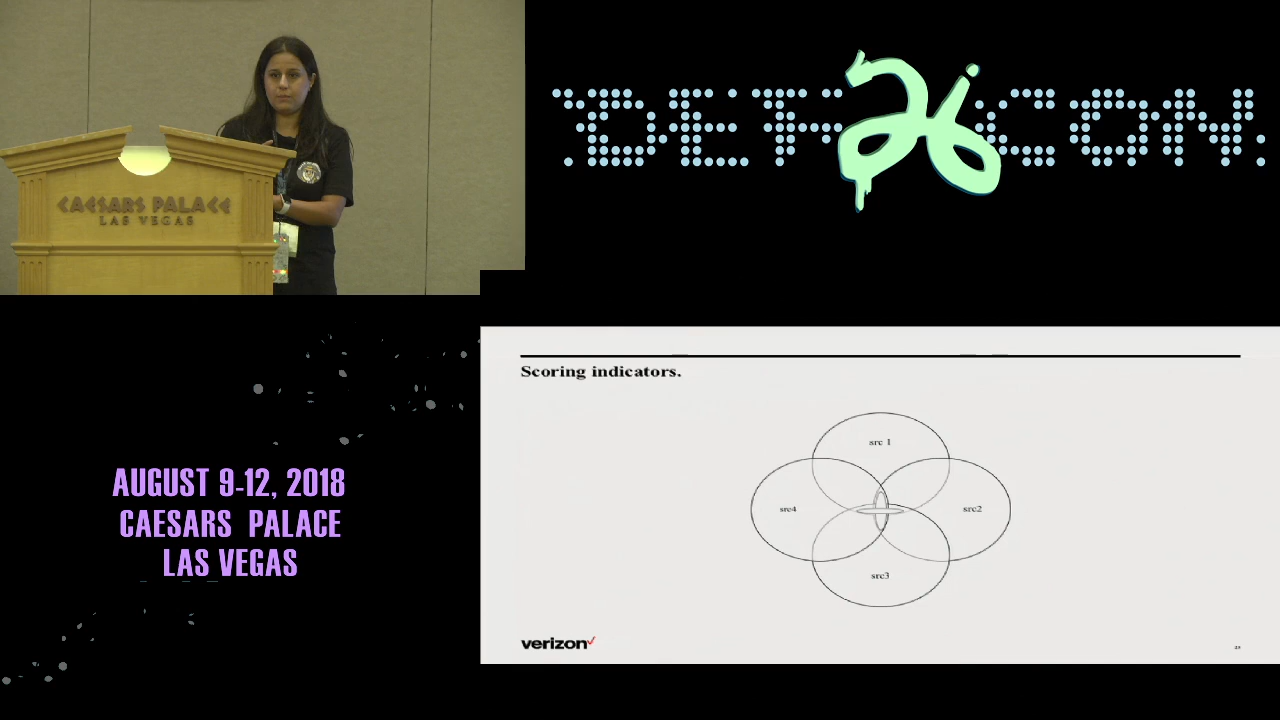 CAESARS PALACE
LAS VEGAS
DEF 26 CON
AUGUST 9-12, 2018
CAESARS PALACE
LAS VEGAS
Scoring indicators.
src 1
src4
src2
src3
verizon